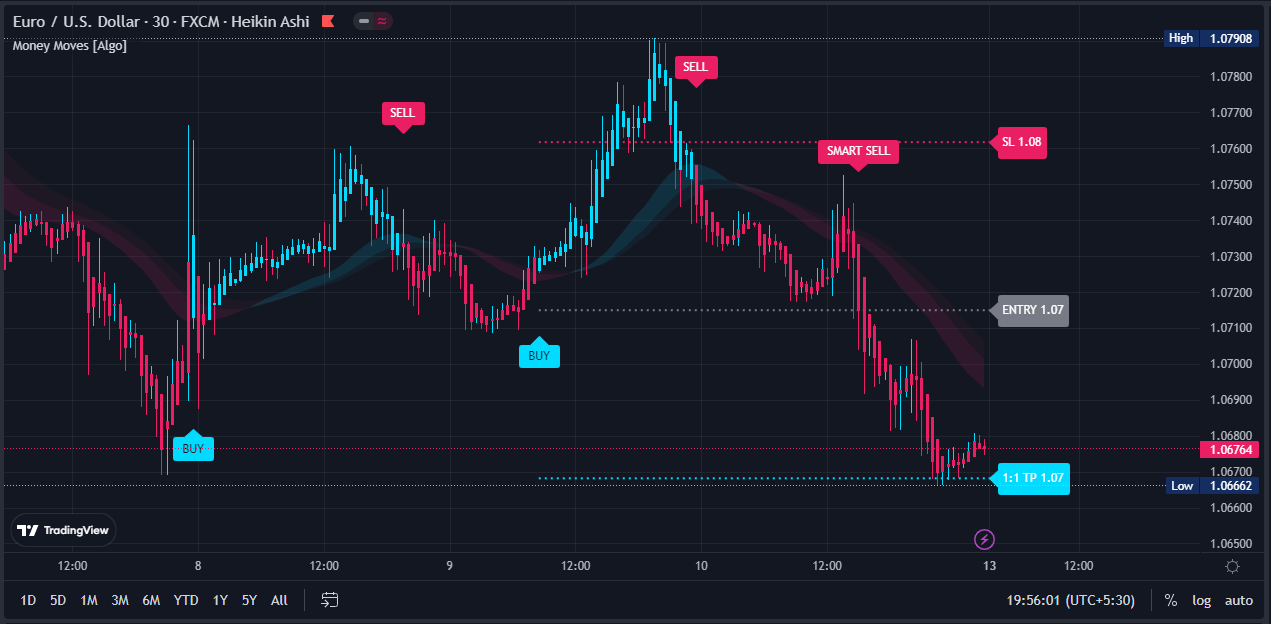 Euro / U.S. Dollar · 30 · FXCM · Heikin Ashi
Money Moves [Algo]
High 1.07908
1.07800
SELL
1.07700
SELL
1.07600
SL 1.08
SMART SELL
1.07500
1.07400
1.07300
1.07200
ENTRY 1.07
1.07100
BUY
1.07000
1.06900
1.06800
BUY
1.06764
1.06700
1:1 TP 1.07
Low 1.06662
1.06600
TradingView
1.06500
12:00 8 12:00 9 12:00 10 12:00 13 12:00
1D 5D 1M 3M 6M YTD 1Y 5Y All 19:56:01 (UTC+5:30) % log auto